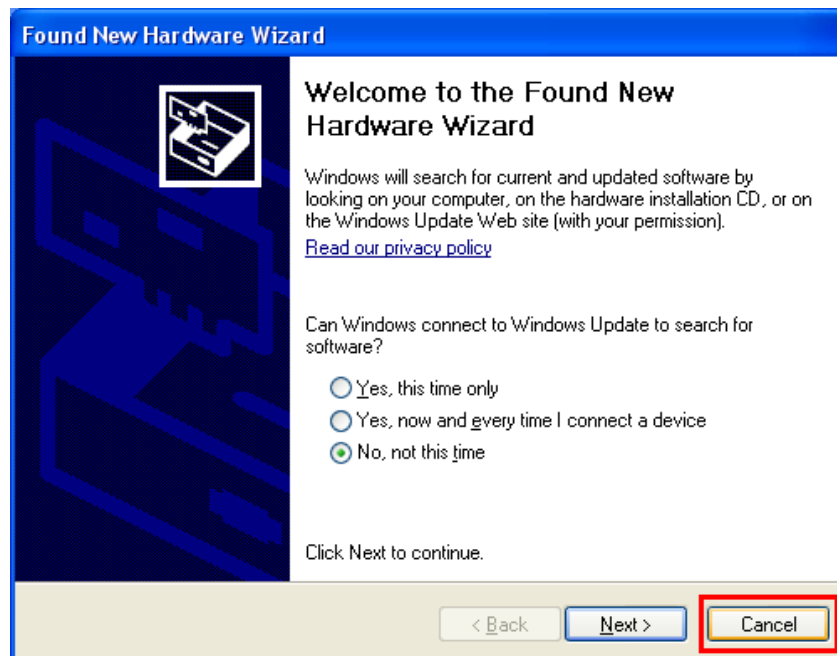 Found New Hardware Wizard
Welcome to the Found New
Hardware Wizard
Windows will search for current and updated software by
looking on your computer, on the hardware installation CD, or on
the Windows Update Web site (with your permission).
Read our privacy policy
Can Windows connect to Windows Update to search for
software?
Yes, this time only
Yes, now and every time I connect a device
No, not this time
Click Next to continue.
< Back Next > Cancel